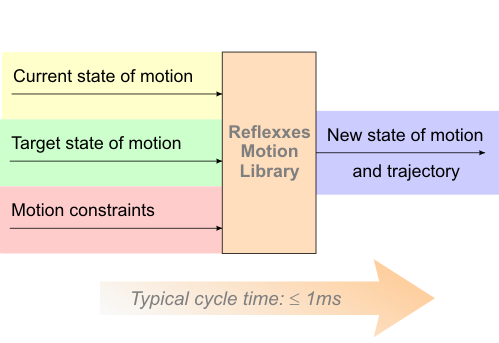 Current state of motion
Target state of motion
Motion constraints
Reflexxes
Motion
Library
New state of motion
and trajectory
Typical cycle time: ≤ 1ms